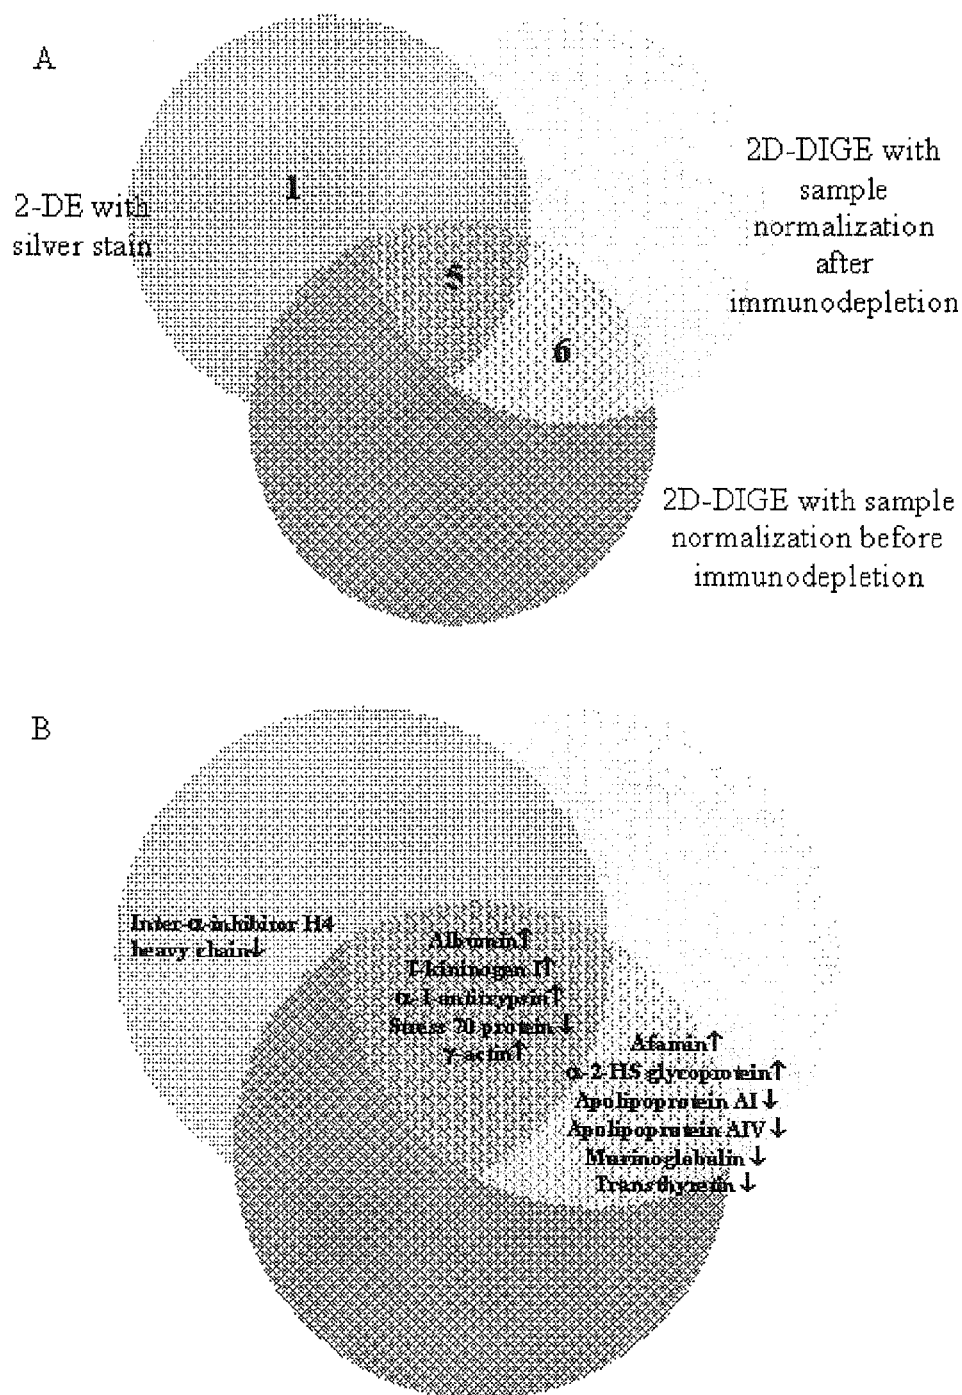 A
1
2-DE with
silver stain
2D-DIGE with
sample
normalization
after
immunodepletion
5
6
2D-DIGE with sample
normalization before
immunodepletion
B
Inter-α-inhibitor H4
heavy chain↓
Albumin↑
T-kininogen I↑
α-1-antitrypsin↑
Stress 70 protein↓
γ-actin↑
Afamin↑
α-2-HS glycoprotein↑
Apolipoprotein AI↓
Apolipoprotein AIV↓
Murinoglobulin↓
Transthyretin↓